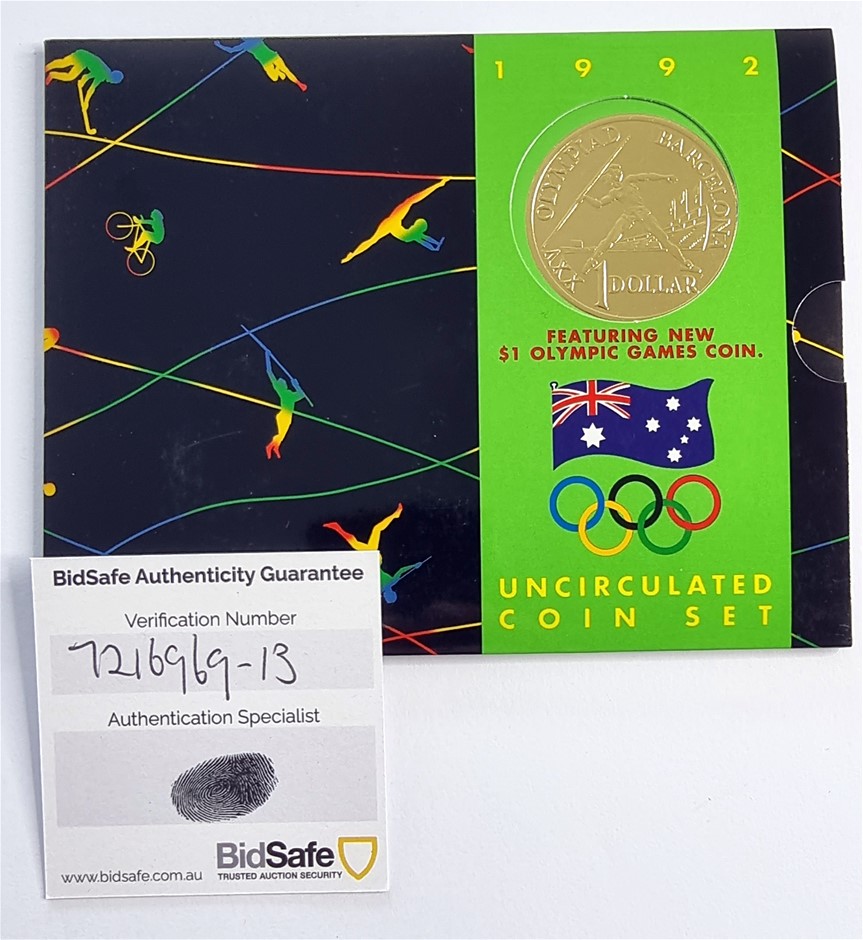 1 9 9 2
XXV OLYMPIAD BARCELONA
1 DOLLAR
FEATURING NEW
$1 OLYMPIC GAMES COIN.
UNCIRCULATED
COIN SET
BidSafe Authenticity Guarantee
Verification Number
7216969-13
Authentication Specialist
www.bidsafe.com.au
BidSafe
TRUSTED AUCTION SECURITY